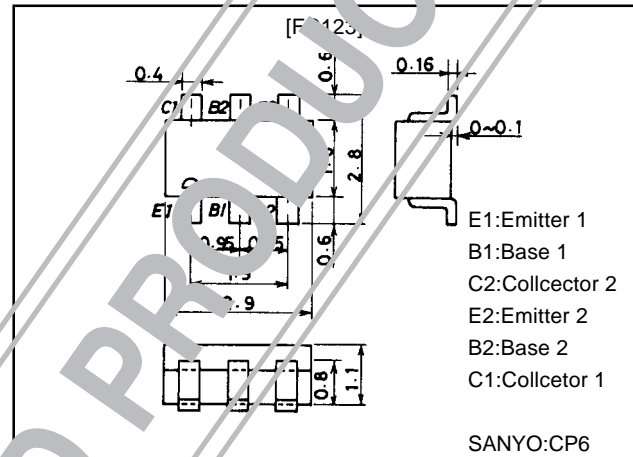 0.4
0.6
0.16
C1 B2
0~0.1
2.8
E1 B1
0.6
0.95
E1:Emitter 1
B1:Base 1
C2:Collcector 2
E2:Emitter 2
B2:Base 2
C1:Collcetor 1
0.8
1.1
SANYO:CP6